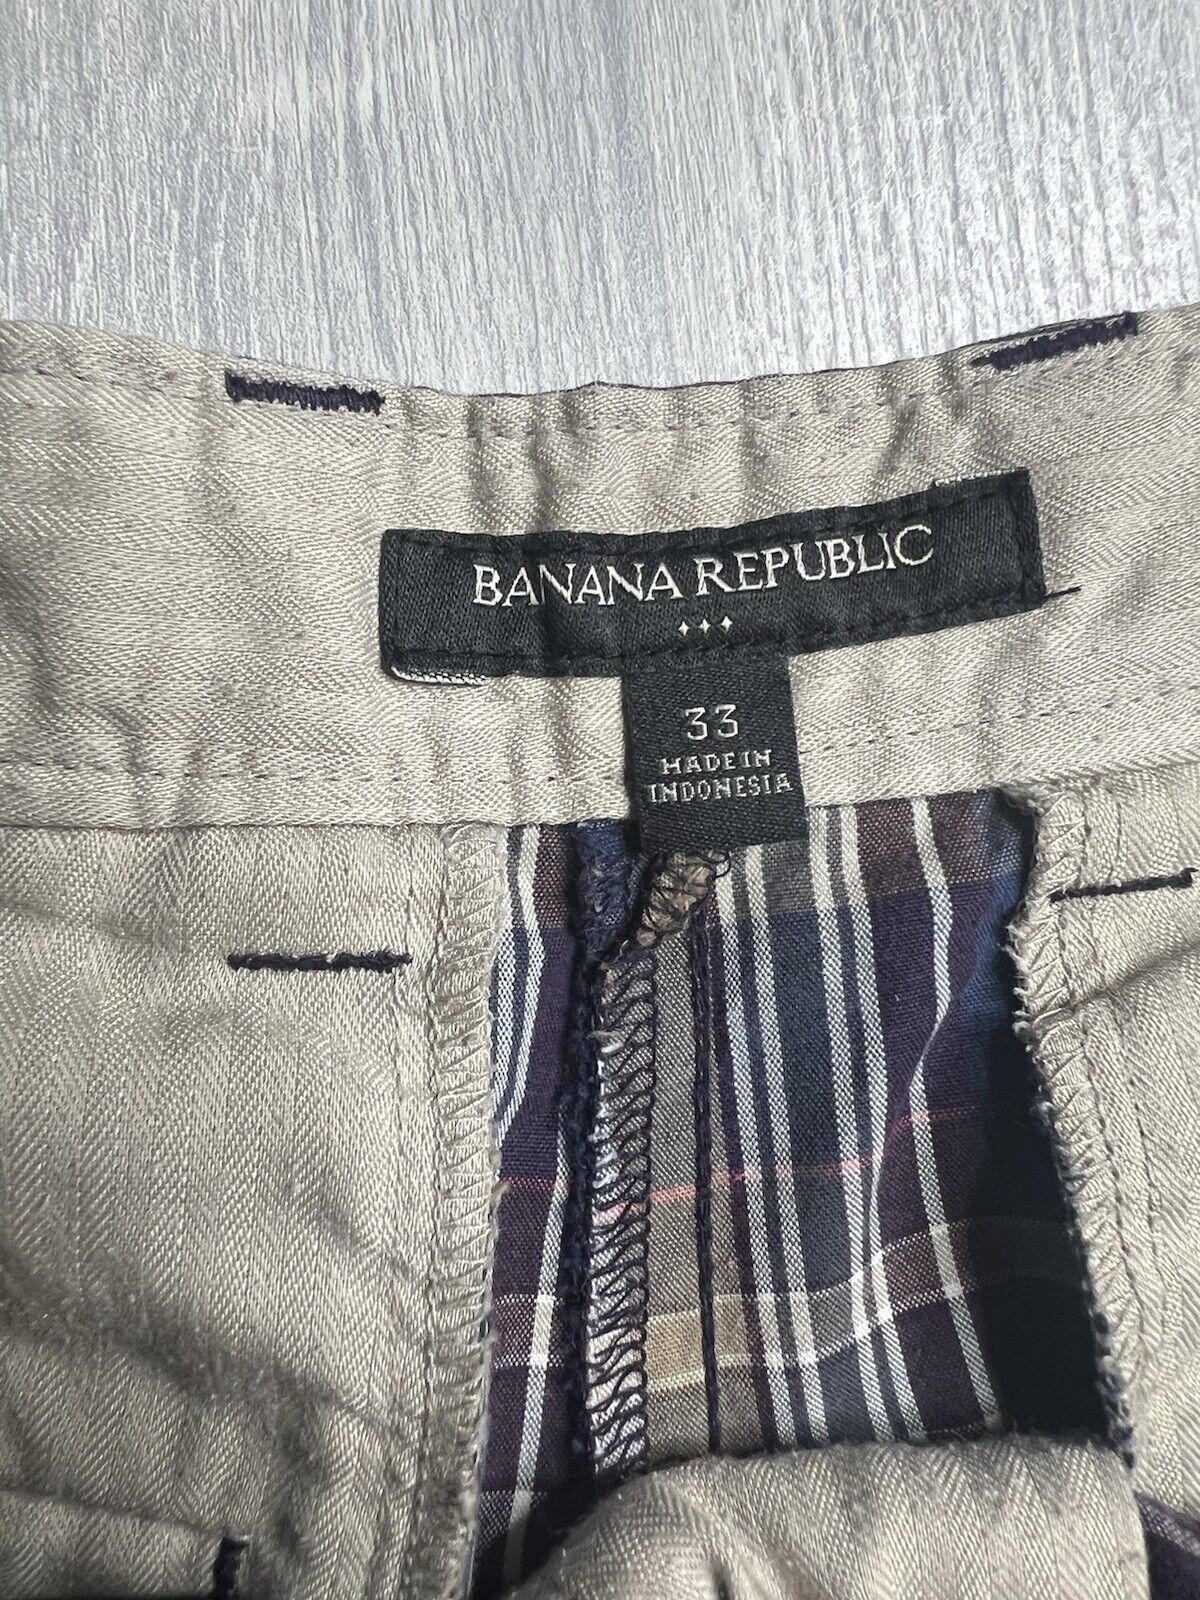 BANANA REPUBLIC
33
MADE IN
INDONESIA